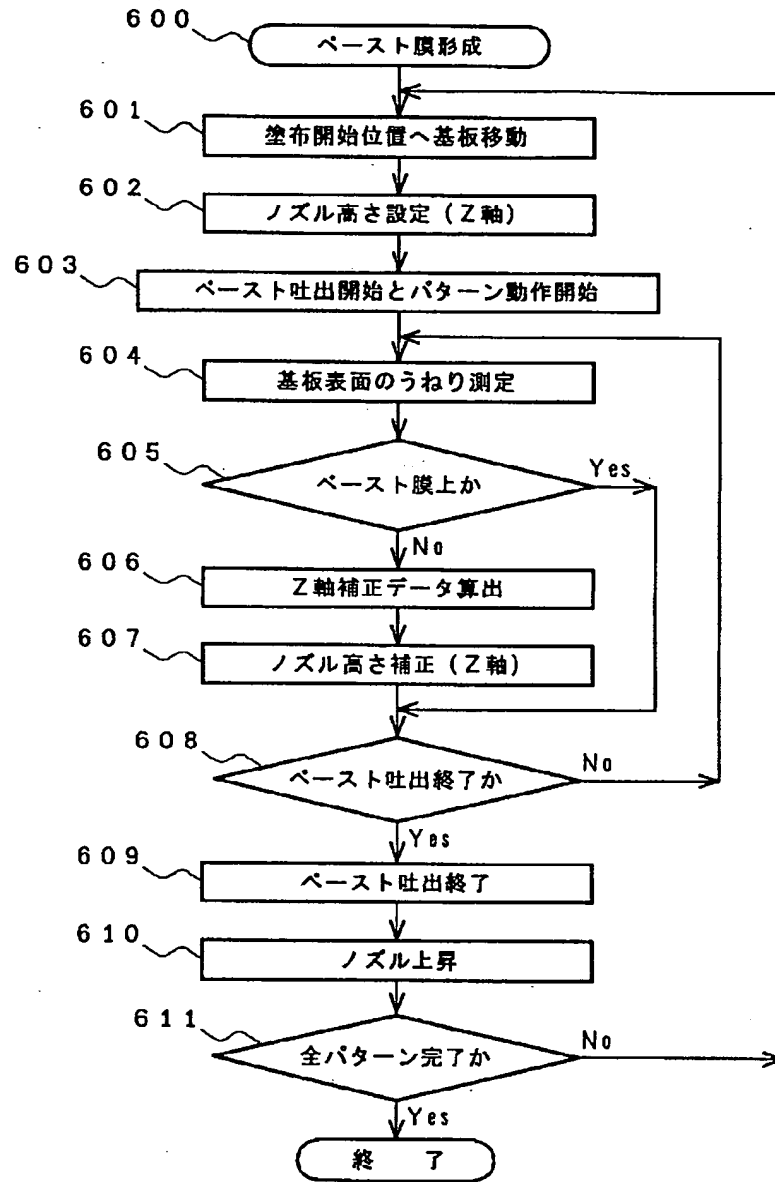 600
ペースト膜形成
601
塗布開始位置へ基板移動
602
ノズル高さ設定（Z軸）
603
ペースト吐出開始とパターン動作開始
604
基板表面のうねり測定
605
ペースト膜上か
Yes
No
606
Z軸補正データ算出
607
ノズル高さ補正（Z軸）
608
ペースト吐出終了か
No
Yes
609
ペースト吐出終了
610
ノズル上昇
611
全パターン完了か
No
Yes
終 了